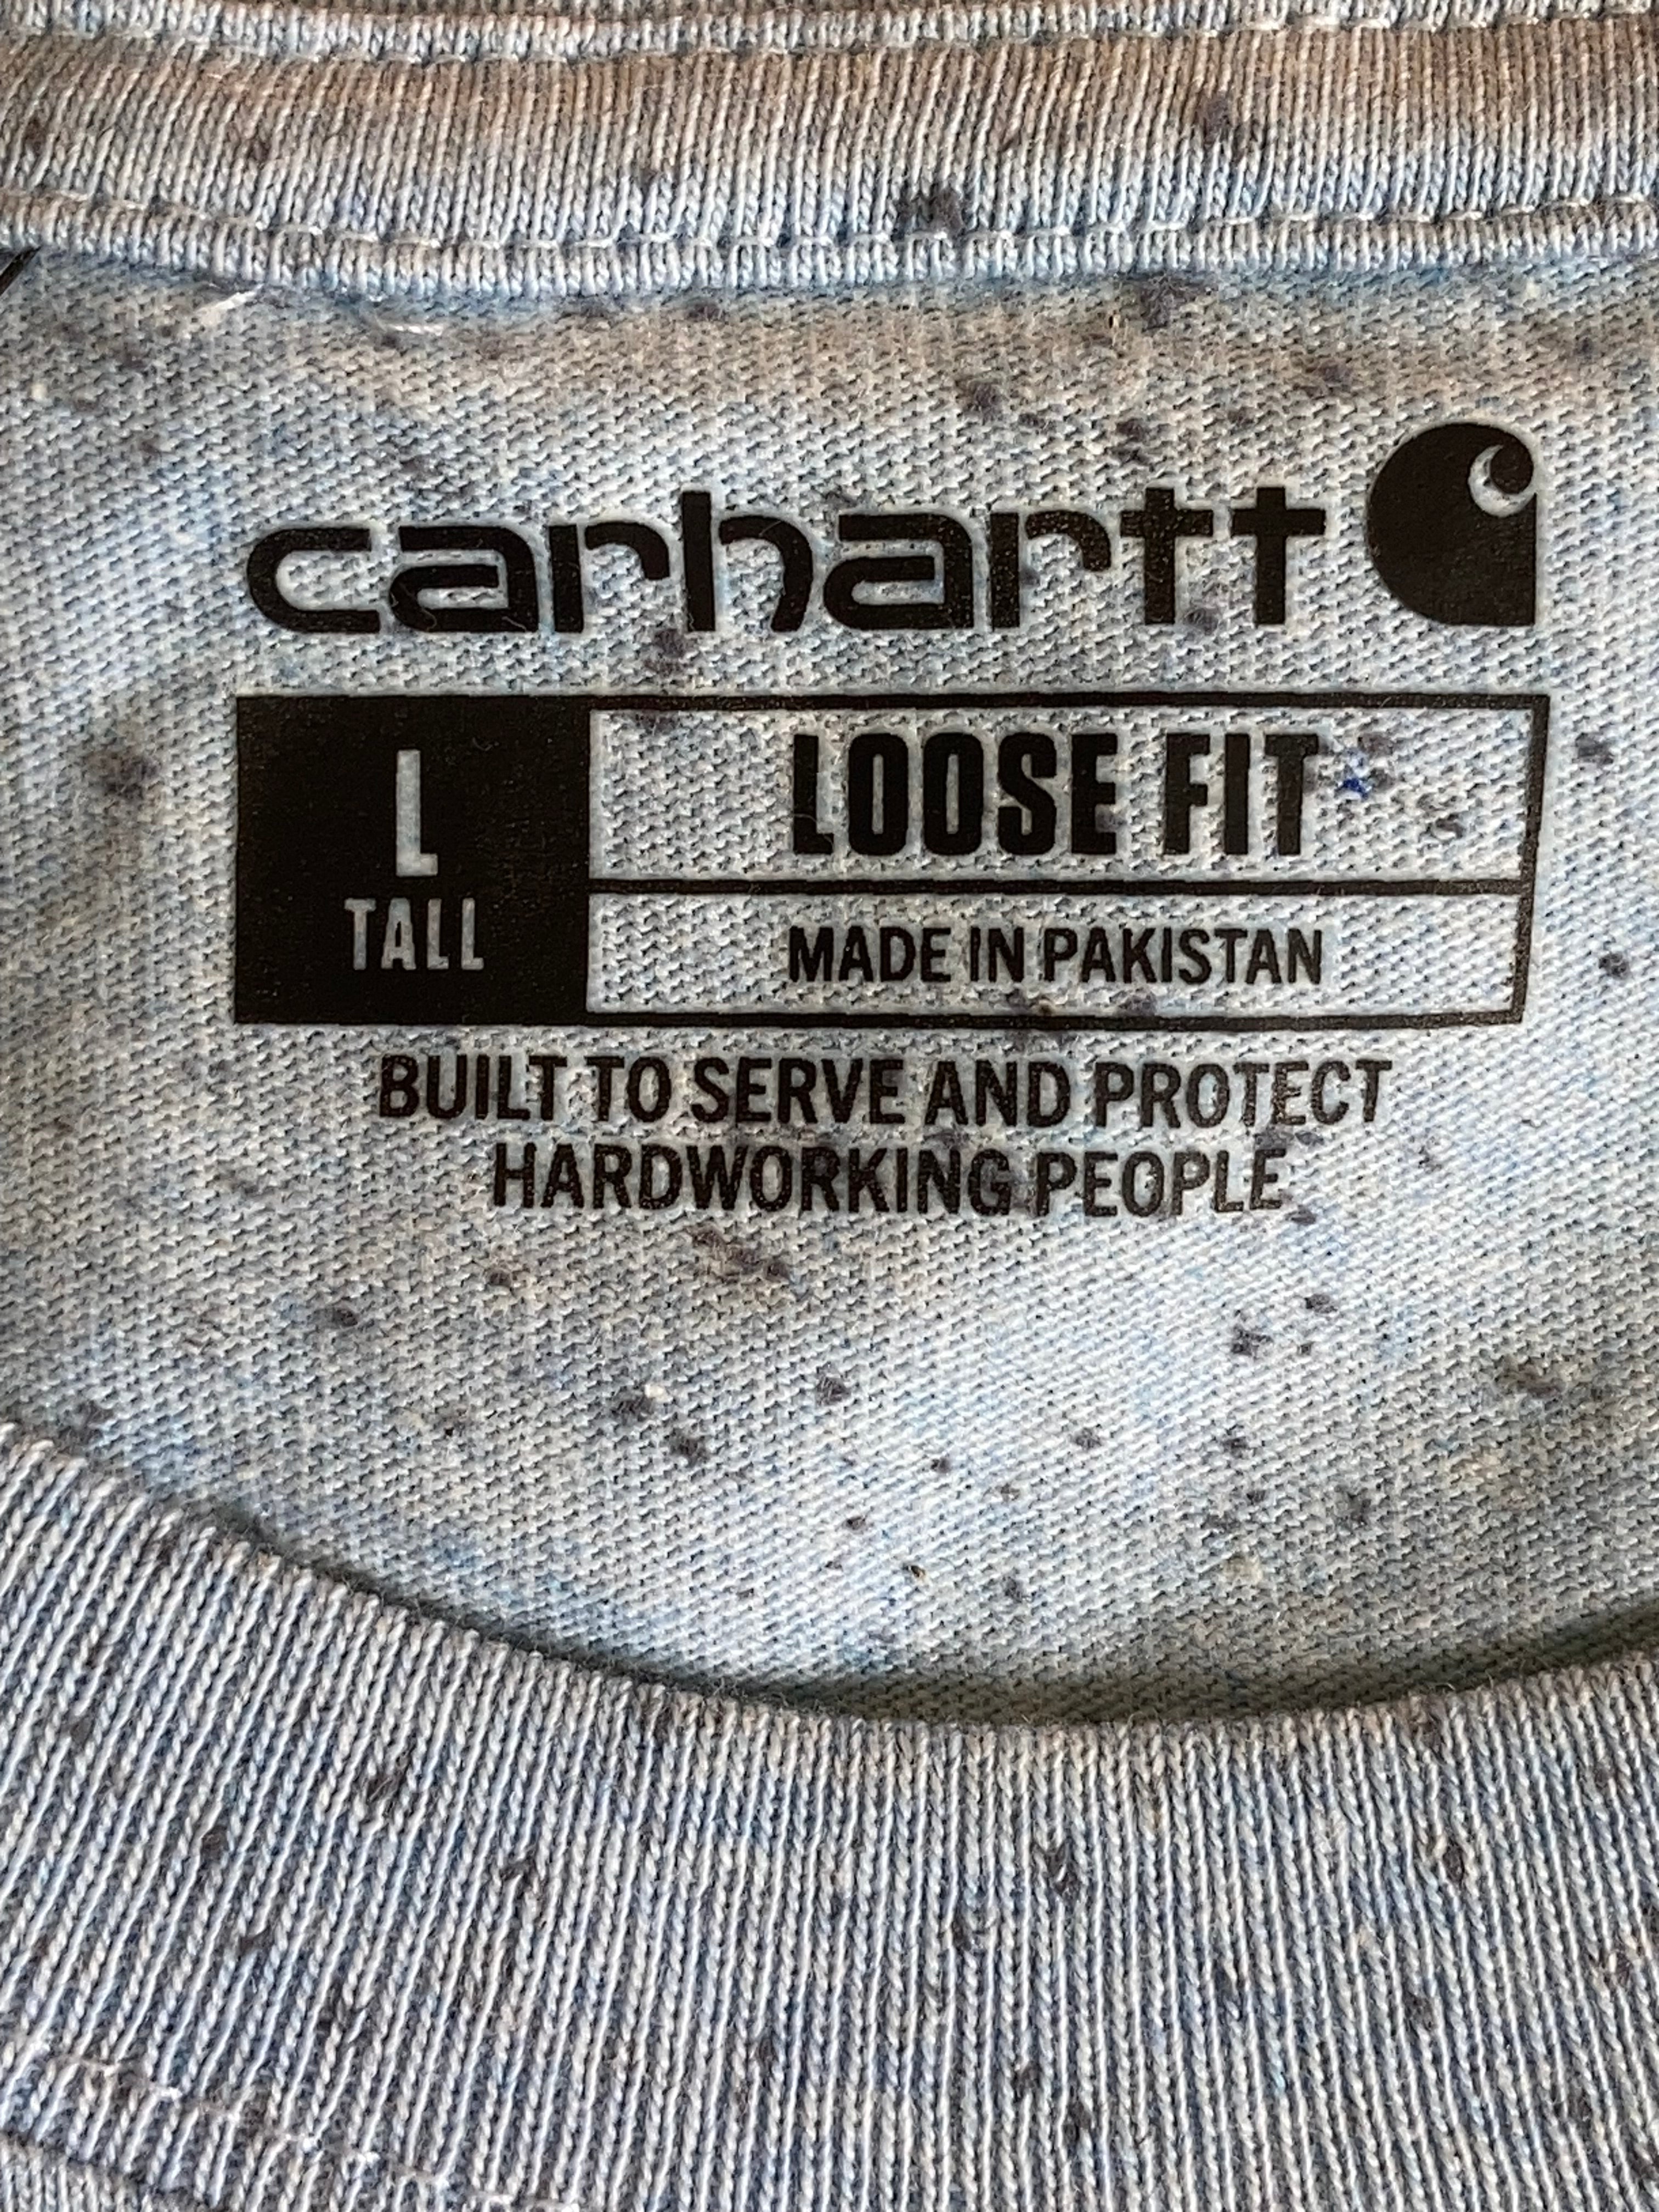 carhartt
L
TALL
LOOSE FIT
MADE IN PAKISTAN
BUILT TO SERVE AND PROTECT
HARDWORKING PEOPLE